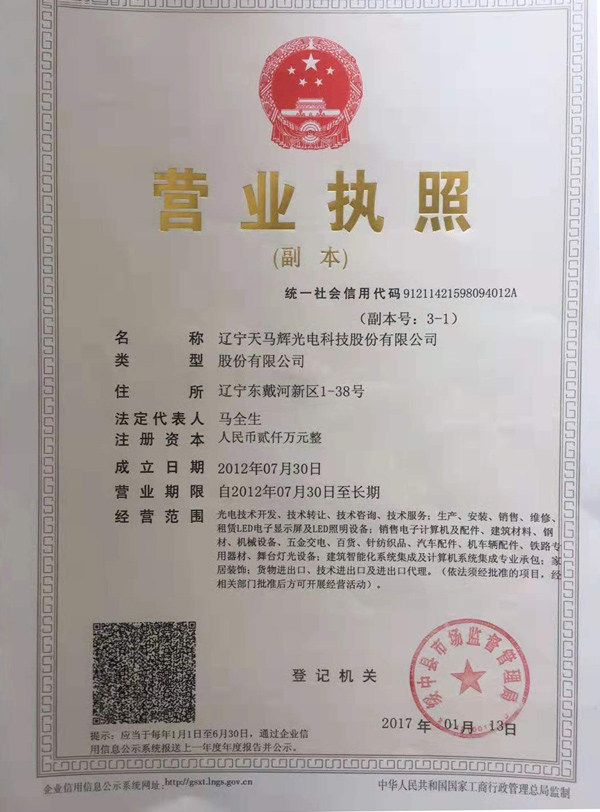 营业执照
(副 本)
统一社会信用代码 91211421598094012A
(副本号: 3-1)
名 称 辽宁天马辉光电科技股份有限公司
类 型 股份有限公司
住 所 辽宁东戴河新区1-38号
法定代表人 马全生
注册资本 人民币贰仟万元整
成立日期 2012年07月30日
营业期限 自2012年07月30日至长期
经营范围 光电技术开发、技术转让、技术咨询、技术服务;生产、安装、销售、维修、
租赁LED电子显示屏及LED照明设备;销售电子计算机及配件、建筑材料、钢
材、机械设备、五金交电、百货、针纺织品、汽车配件、机车辆配件、铁路专
用器材、舞台灯光设备;建筑智能化系统集成及计算机系统集成专业承包;家
居装饰;货物进出口、技术进出口及进出口代理。(依法须经批准的项目,经
相关部门批准后方可开展经营活动)。
登记机关
绥中县市场监督管理局
2017年 01月 13日
提示: 应当于每年1月1日至6月30日,通过企业信
用信息公示系统报送上一年度年度报告并公示。
企业信用信息公示系统网址: http://gsxt.lngs.gov.cn
中华人民共和国国家工商行政管理总局监制